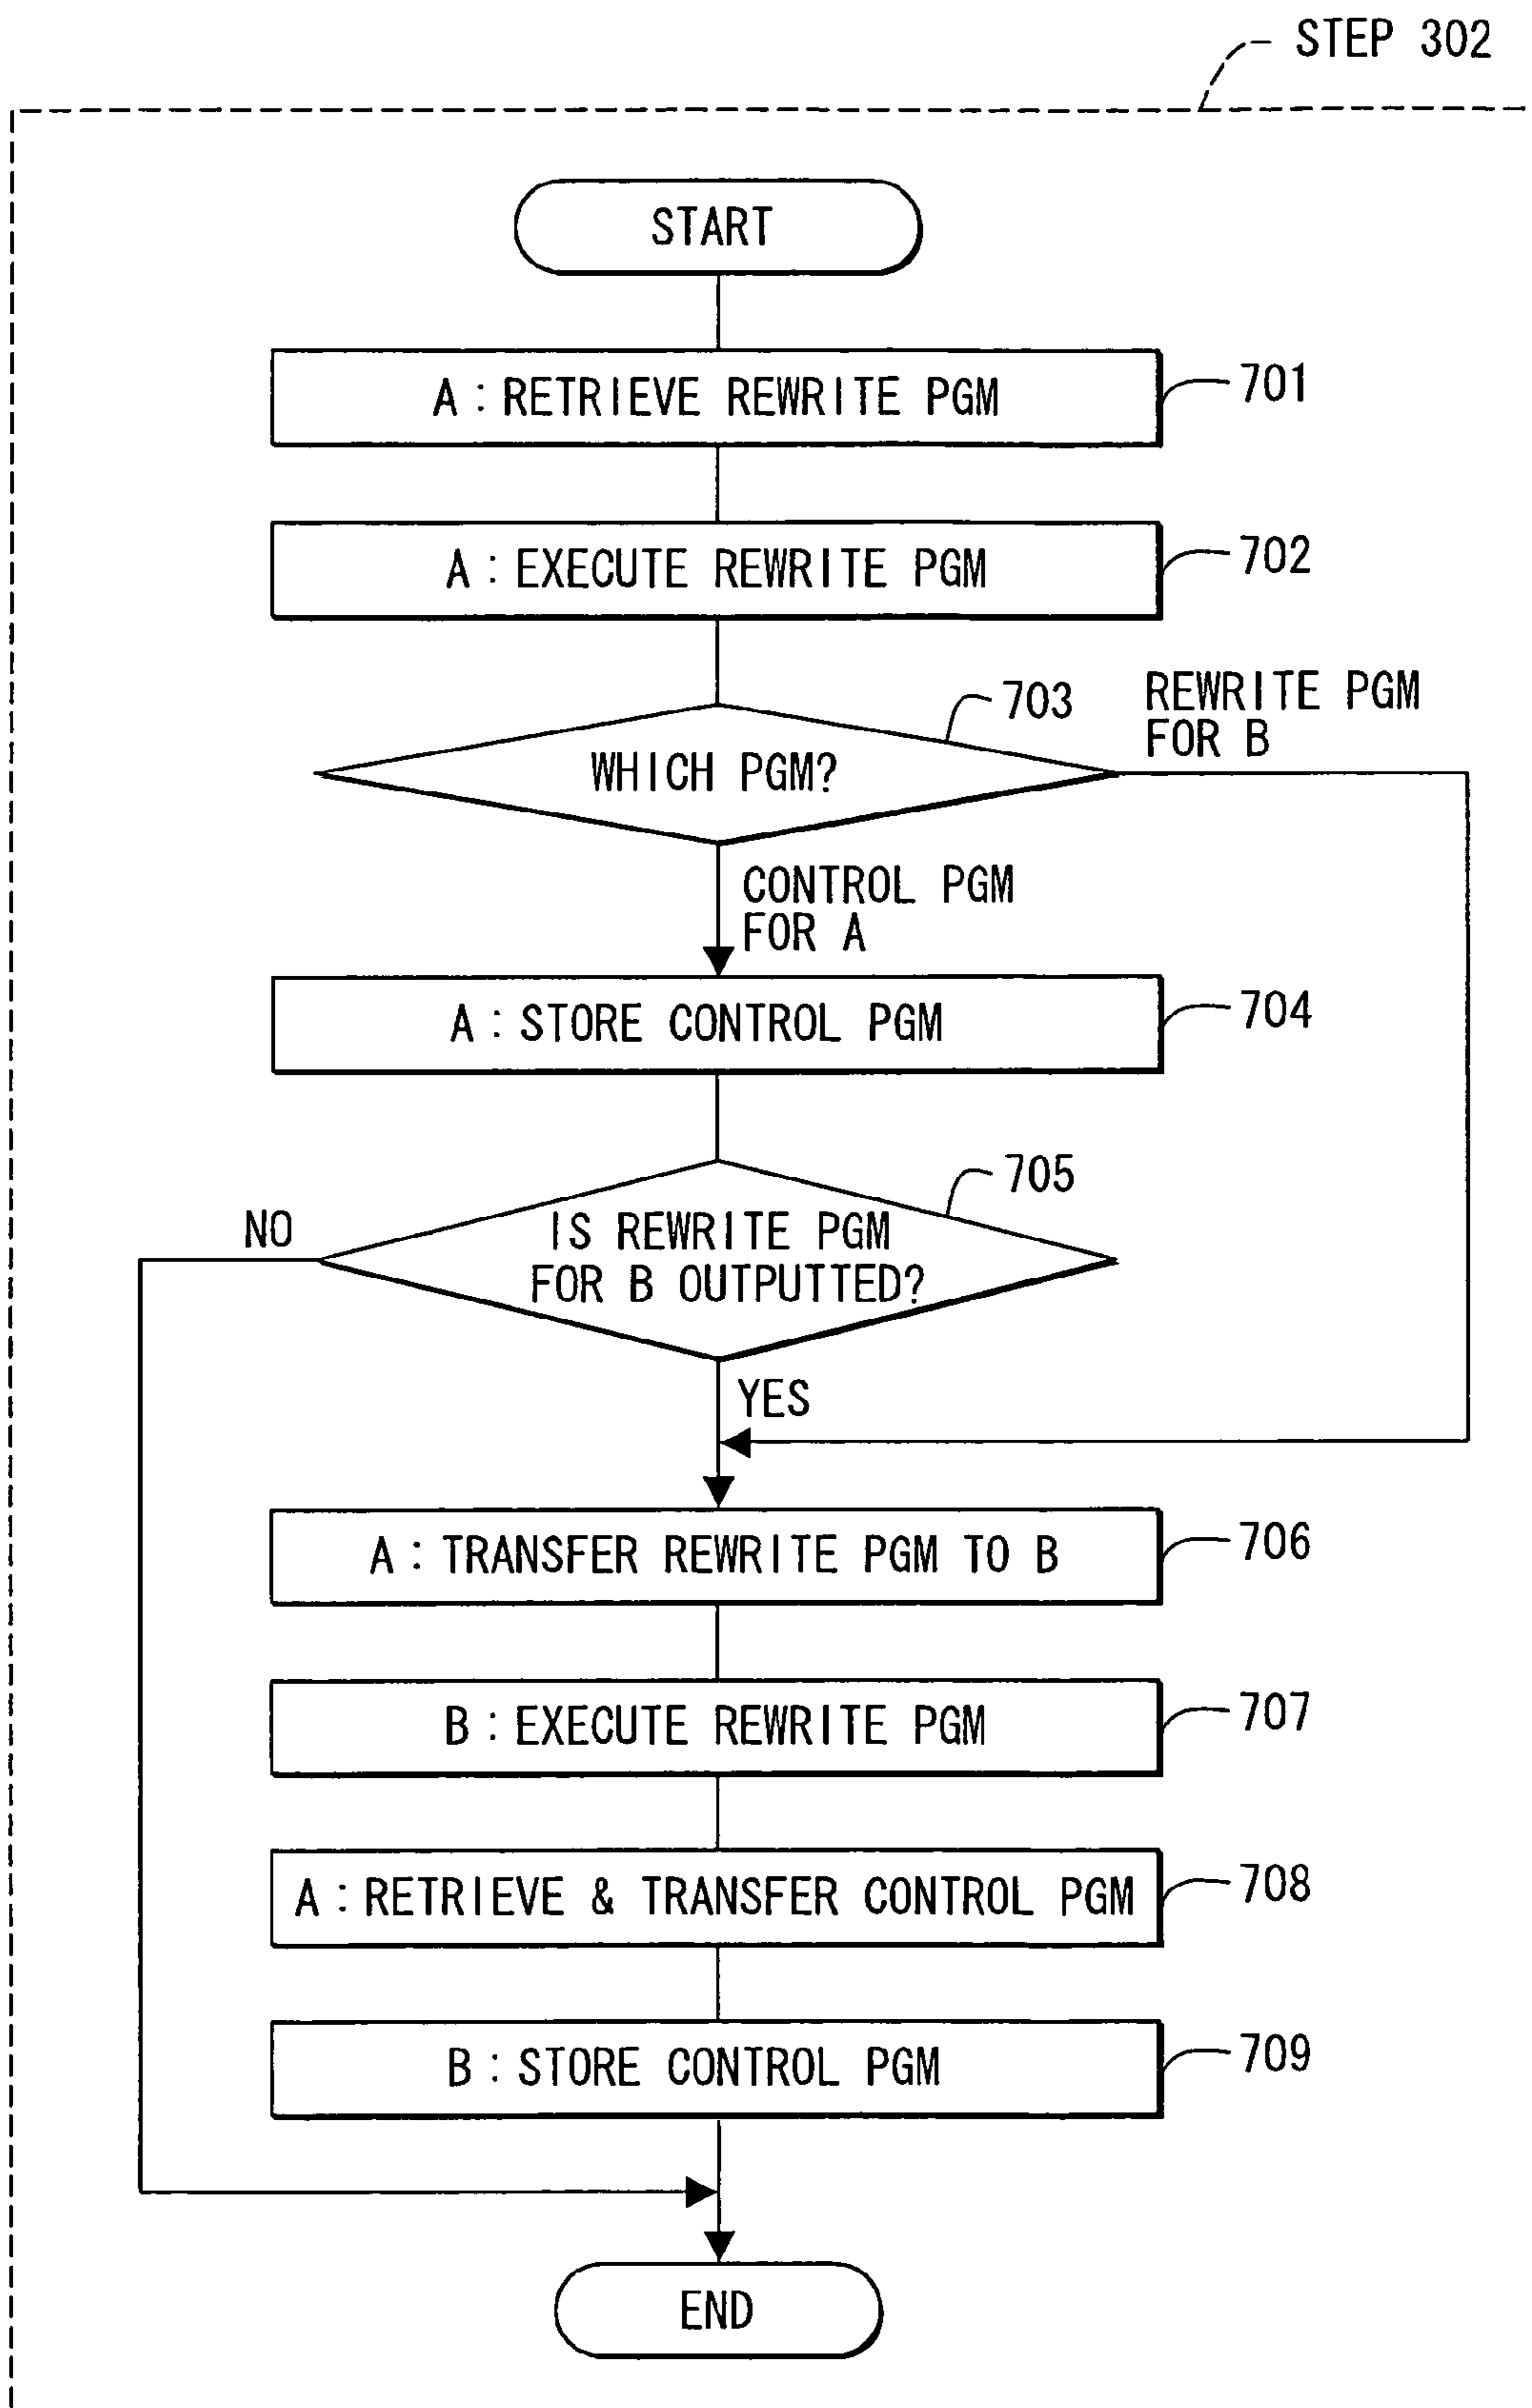 STEP 302
START
A : RETRIEVE REWRITE PGM
701
A : EXECUTE REWRITE PGM
702
703
REWRITE PGM
FOR B
WHICH PGM?
CONTROL PGM
FOR A
A : STORE CONTROL PGM
704
705
NO
IS REWRITE PGM
FOR B OUTPUTTED?
YES
A : TRANSFER REWRITE PGM TO B
706
B : EXECUTE REWRITE PGM
707
A : RETRIEVE & TRANSFER CONTROL PGM
708
B : STORE CONTROL PGM
709
END